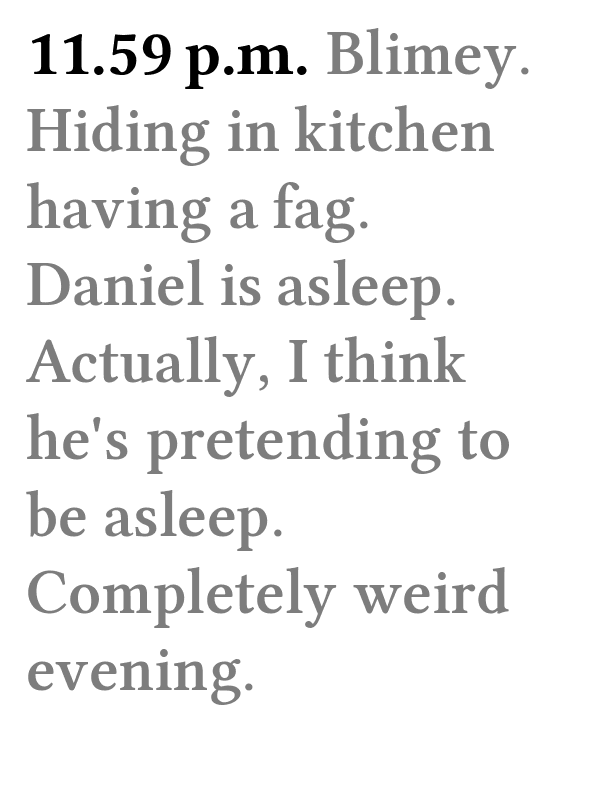 11.59 p.m. Blimey.
Hiding in kitchen
having a fag.
Daniel is asleep.
Actually, I think
he's pretending to
be asleep.
Completely weird
evening.